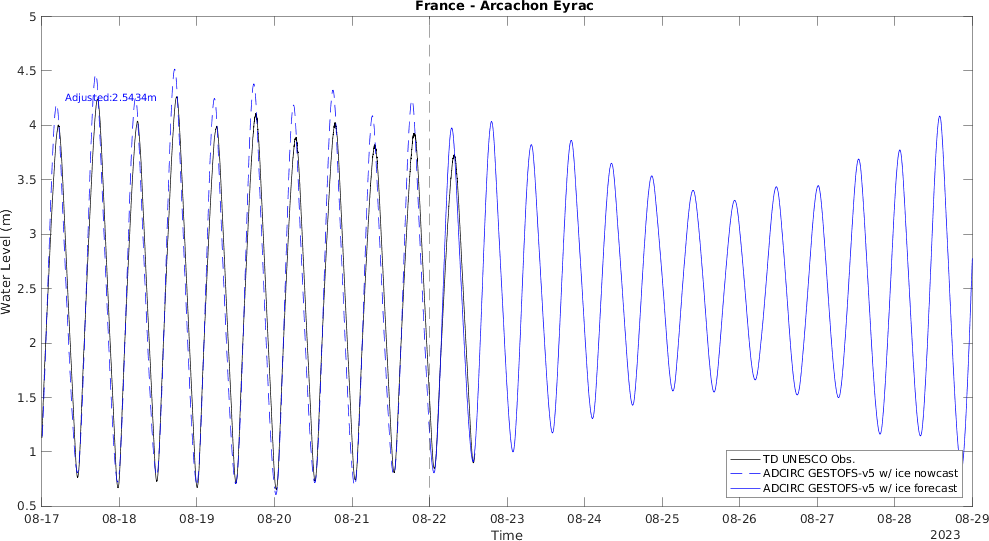 France - Arcachon Eyrac
5
4.5
Adjusted:2.5434m
4
3.5
3
2.5
2
1.5
1
0.5
Water Level (m)
TD UNESCO Obs.
ADCIRC GESTOFS-v5 w/ ice nowcast
ADCIRC GESTOFS-v5 w/ ice forecast
08-17 08-18 08-19 08-20 08-21 08-22 08-23 08-24 08-25 08-26 08-27 08-28 08-29
Time
2023